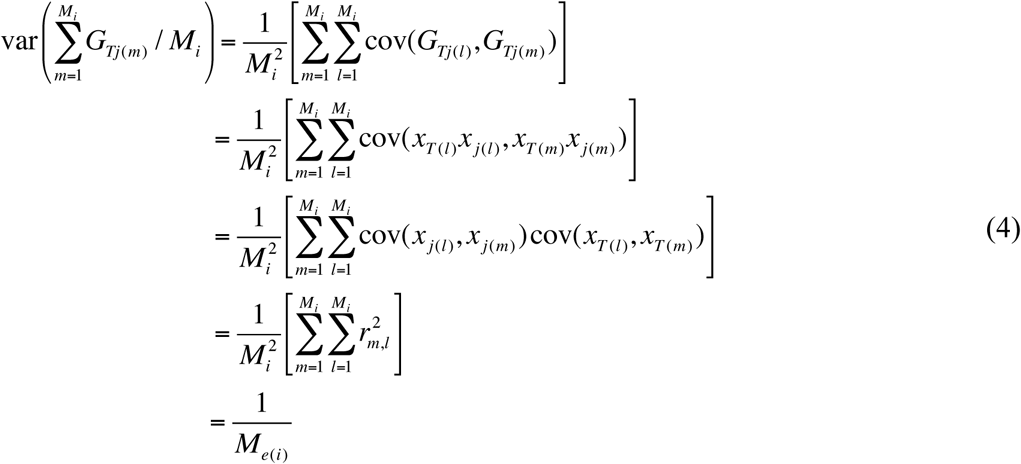 var(∑_{m=1}^{M_i} G_{Tj(m)} / M_i) = 1/M_i^2 [∑_{m=1}^{M_i} ∑_{l=1}^{M_i} cov(G_{Tj(l)}, G_{Tj(m)})]
= 1/M_i^2 [∑_{m=1}^{M_i} ∑_{l=1}^{M_i} cov(x_{T(l)} x_{j(l)}, x_{T(m)} x_{j(m)})]
= 1/M_i^2 [∑_{m=1}^{M_i} ∑_{l=1}^{M_i} cov(x_{j(l)}, x_{j(m)}) cov(x_{T(l)}, x_{T(m)})] (4)
= 1/M_i^2 [∑_{m=1}^{M_i} ∑_{l=1}^{M_i} r_{m,l}^2]
= 1/M_{e(i)}